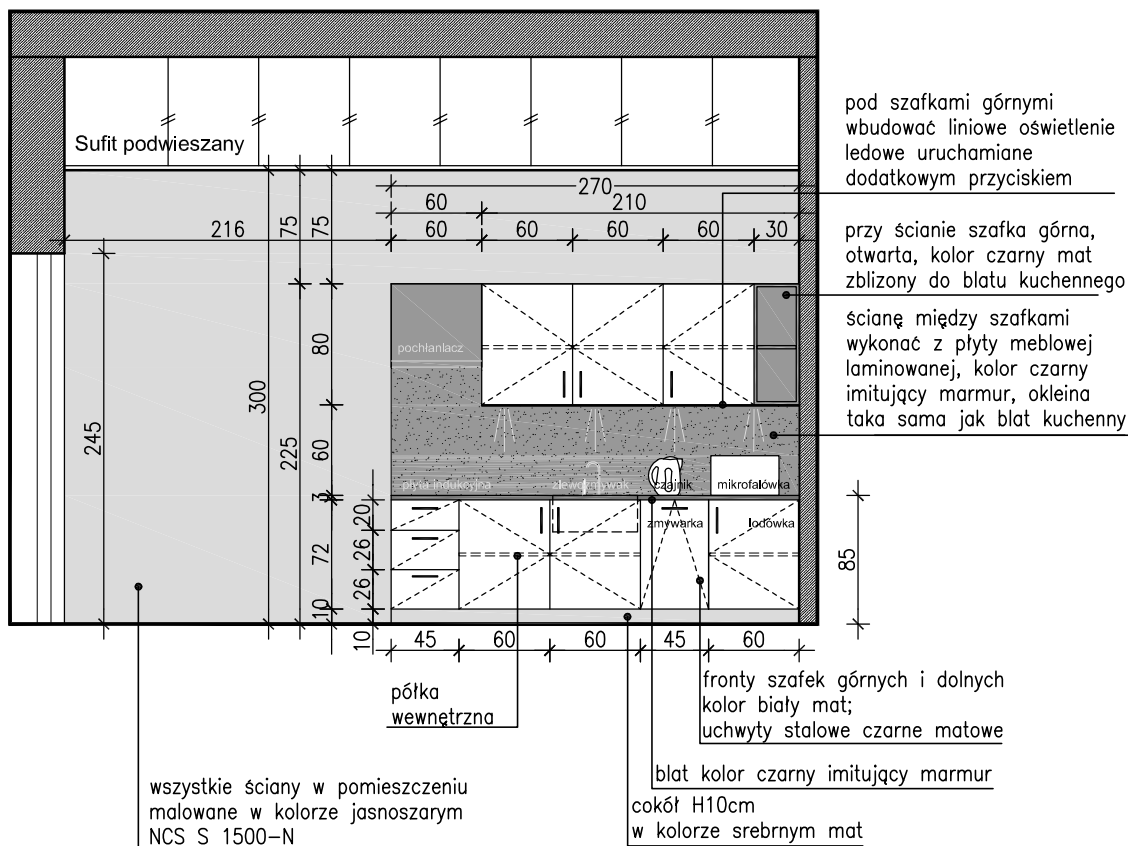 Sufit podwieszany
pod szafkami górnymi
wbudować liniowe oświetlenie
ledowe uruchamiane
dodatkowym przyciskiem
270
60
210
216
75
75
60
60
60
60
30
przy ścianie szafka górna,
otwarta, kolor czarny mat
zblizony do blatu kuchennego
ścianę między szafkami
wykonać z płyty meblowej
laminowanej, kolor czarny
imitujący marmur, okleina
taka sama jak blat kuchenny
pochłaniacz
80
300
245
225
60
3
płyta indukcyjna
zlewozmywak
czajnik
mikrofalówka
20
zmywarka
lodówka
72
26
26
85
10
10
45
60
60
45
60
półka
wewnętrzna
fronty szafek górnych i dolnych
kolor biały mat;
uchwyty stalowe czarne matowe
blat kolor czarny imitujący marmur
cokół H10cm
w kolorze srebrnym mat
wszystkie ściany w pomieszczeniu
malowane w kolorze jasnoszarym
NCS S 1500-N